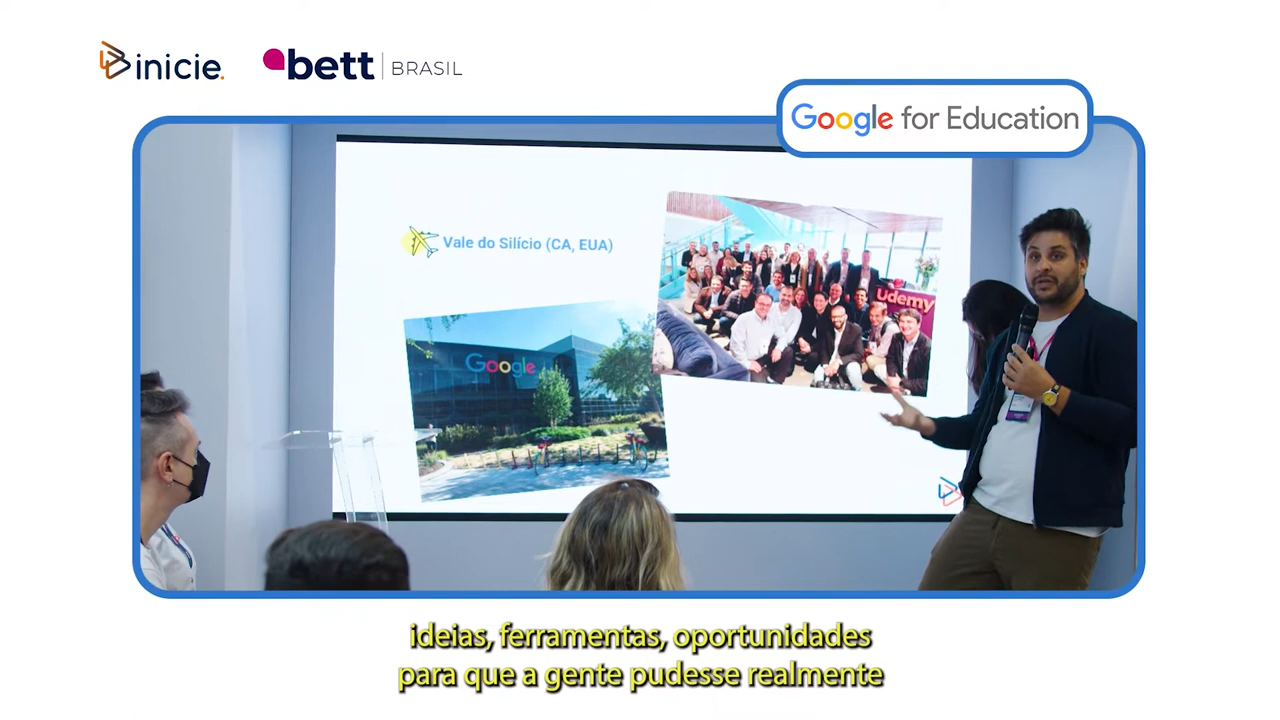 inicie.
bett | BRASIL
Google for Education
Vale do Silício (CA, EUA)
Google
Udemy
ideias, ferramentas, oportunidades
para que a gente pudesse realmente